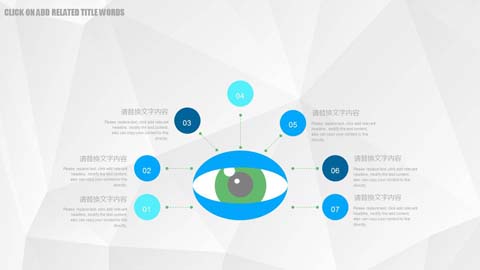 CLICK ON ADD RELATED TITLE WORDS
04
请替换文字内容
Please replace text, click add relevant
headline, modify the text content,
also can copy your content to this
directly.
03
05
请替换文字内容
Please replace text, click add relevant
headline, modify the text content,
also can copy your content to this
directly.
请替换文字内容
Please replace text, click add relevant
headline, modify the text content,
also can copy your content to this
directly.
02
06
请替换文字内容
Please replace text, click add relevant
headline, modify the text content,
also can copy your content to this
directly.
请替换文字内容
Please replace text, click add relevant
headline, modify the text content,
also can copy your content to this
directly.
01
07
请替换文字内容
Please replace text, click add relevant
headline, modify the text content,
also can copy your content to this
directly.